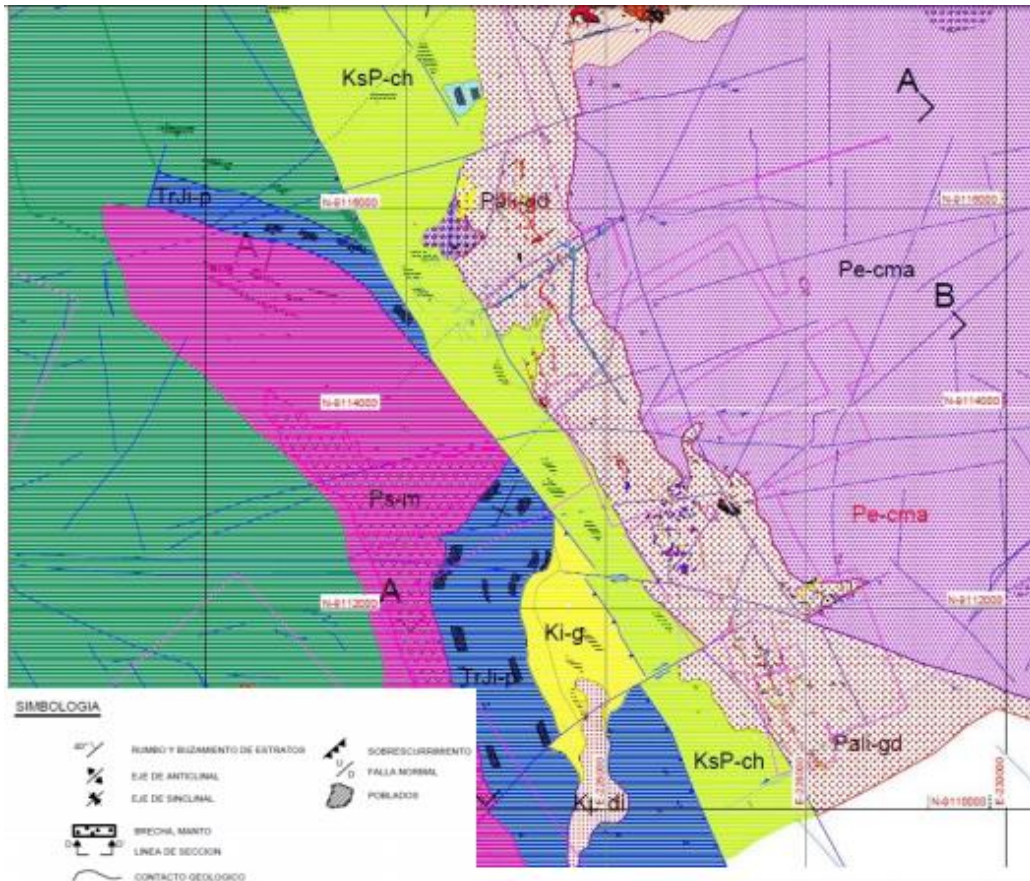 KsP-ch
A
TrJi-p
N-9116000
Pali-gd
N-9116000
A
Pe-cma
B
N-9114000
N-9114000
Ps-m
Pe-cma
A
N-9112000
N-9112000
Ki-g
TrJi-p
SIMBOLOGIA
40°
RUMBO Y BUZAMIENTO DE ESTRATOS
SOBRESCURRIMIENTO
U
D
FALLA NORMAL
EJE DE ANTICLINAL
EJE DE SINCLINAL
POBLADOS
BRECHA, MANTO
D D'
LINEA DE SECCION
CONTACTO GEOLOGICO
Pali-gd
KsP-ch
N-9110000
E-232000